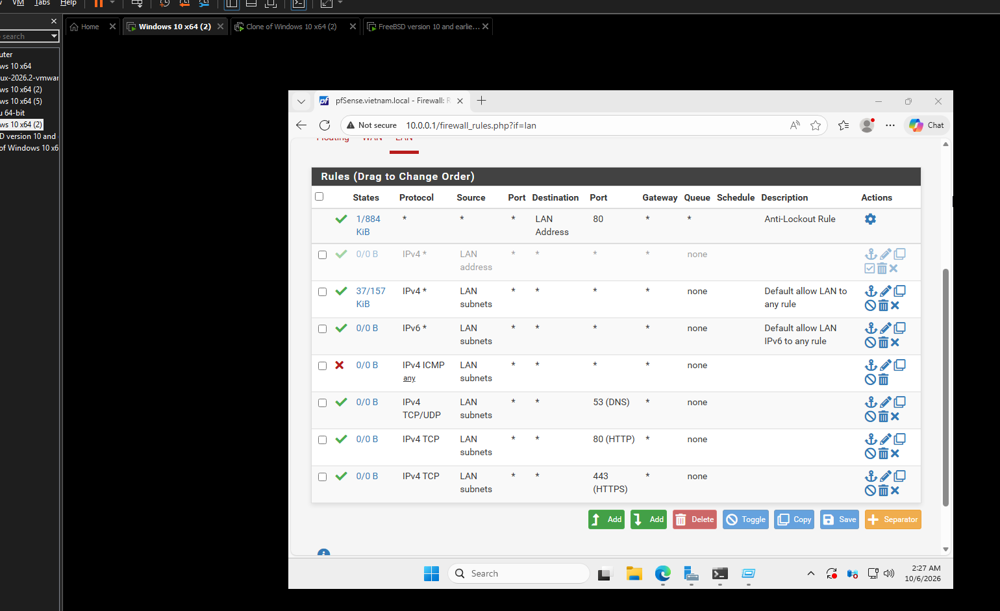 VM Tabs Help
search
Home
Windows 10 x64 (2)
Clone of Windows 10 x64 (2)
FreeBSD version 10 and earlie...
uter
ws 10 x64
ux-2026.2-vmwar
ws 10 x64 (2)
ws 10 x64 (5)
u 64-bit
ws 10 x64 (2)
D version 10 and
of Windows 10 x6
pf pfSense.vietnam.local - Firewall: R
Not secure 10.0.0.1/firewall_rules.php?if=lan
Chat
Floating WAN LAN
Rules (Drag to Change Order)
States Protocol Source Port Destination Port Gateway Queue Schedule Description Actions
1/884 * * * LAN 80 * * Anti-Lockout Rule
KiB Address
0/0 B IPv4 * LAN * * * * none
address
37/157 IPv4 * LAN * * * * none Default allow LAN to
KiB subnets any rule
0/0 B IPv6 * LAN * * * * none Default allow LAN
subnets IPv6 to any rule
0/0 B IPv4 ICMP LAN * * * * none
any subnets
0/0 B IPv4 LAN * * 53 (DNS) * none
TCP/UDP subnets
0/0 B IPv4 TCP LAN * * 80 (HTTP) * none
subnets
0/0 B IPv4 TCP LAN * * 443 * none
subnets (HTTPS)
Add Add Delete Toggle Copy Save Separator
Search
2:27 AM
10/6/2026